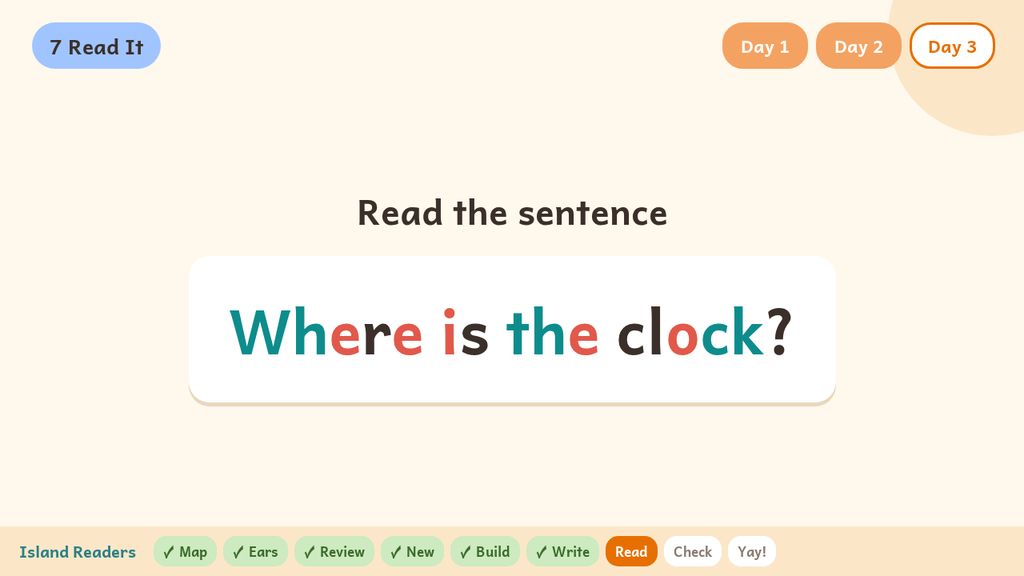 7 Read It
Day 1 Day 2 Day 3
Read the sentence
Where is the clock?
Island Readers ✓ Map ✓ Ears ✓ Review ✓ New ✓ Build ✓ Write Read Check Yay!